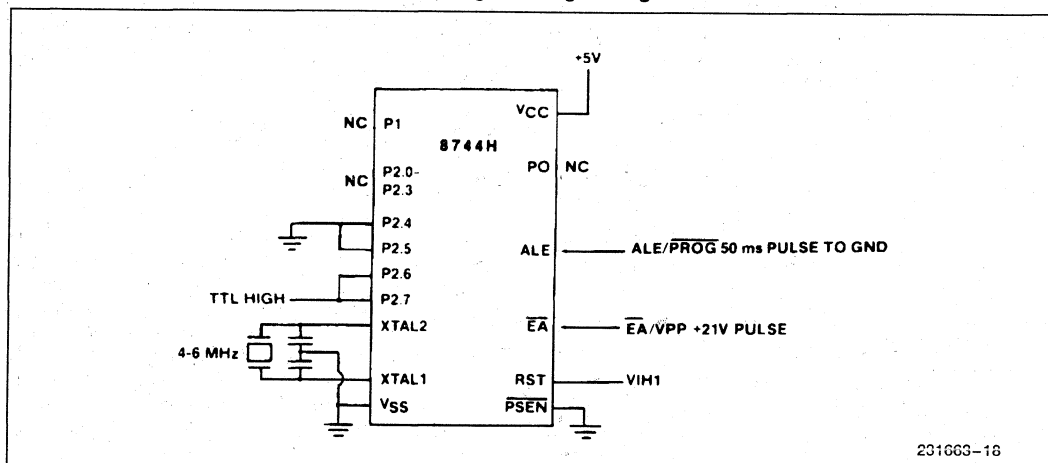 +5V
VCC
NC P1
8744H
PO NC
NC P2.0-
P2.3
P2.4
P2.5
ALE
ALE/PROG 50 ms PULSE TO GND
P2.6
TTL HIGH
P2.7
XTAL2
EA
EA/VPP +21V PULSE
4-6 MHz
XTAL1
RST
VIH1
VSS
PSEN
231663-18